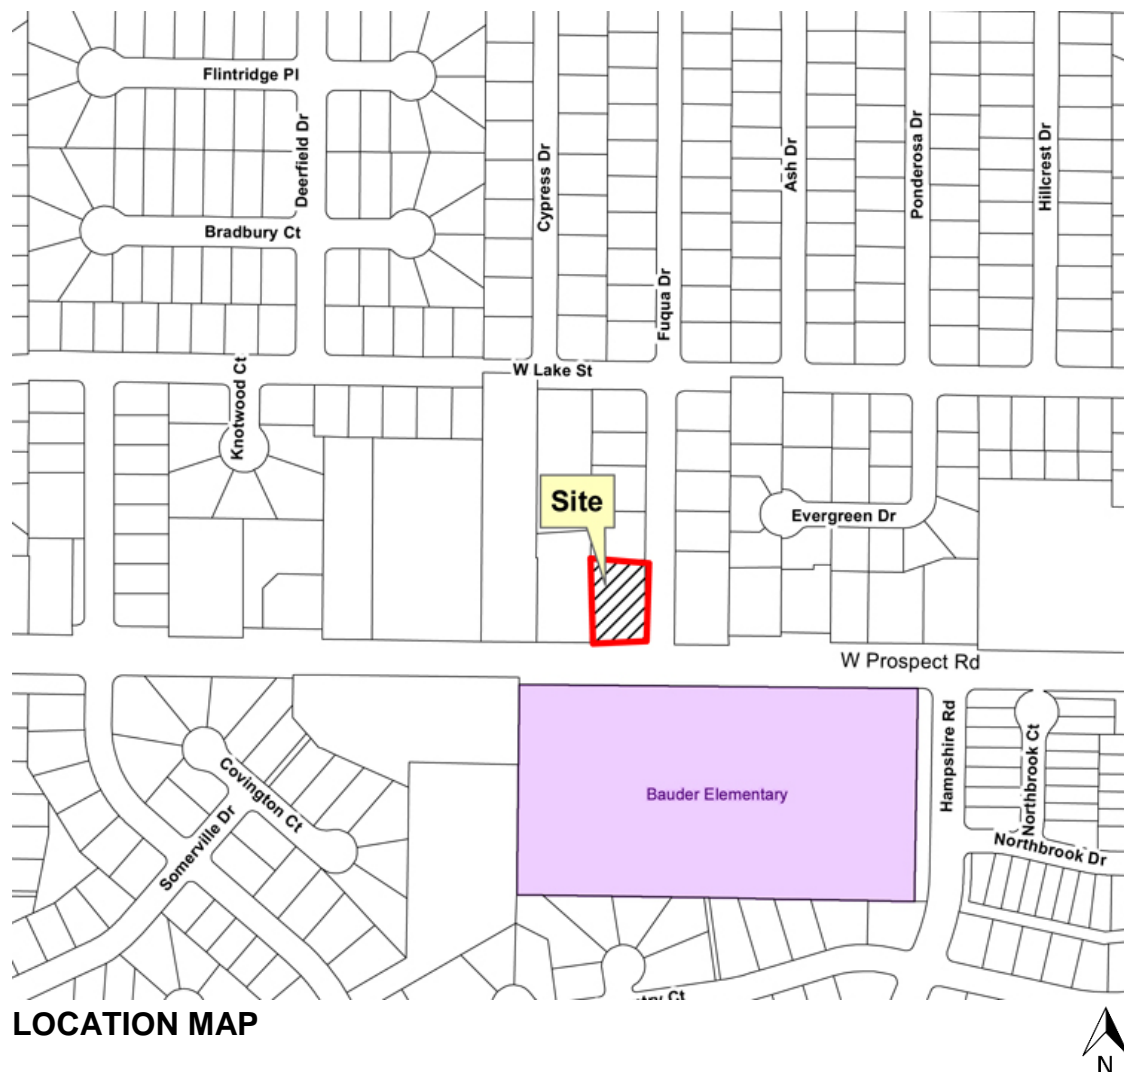 Flintridge Pl
Deerfield Dr
Cypress Dr
Ash Dr
Ponderosa Dr
Hillcrest Dr
Bradbury Ct
Fuqua Dr
W Lake St
Knotwood Ct
Site
Evergreen Dr
W Prospect Rd
Hampshire Rd
Northbrook Ct
Covington Ct
Bauder Elementary
Somerville Dr
Northbrook Dr
try Ct
LOCATION MAP
N